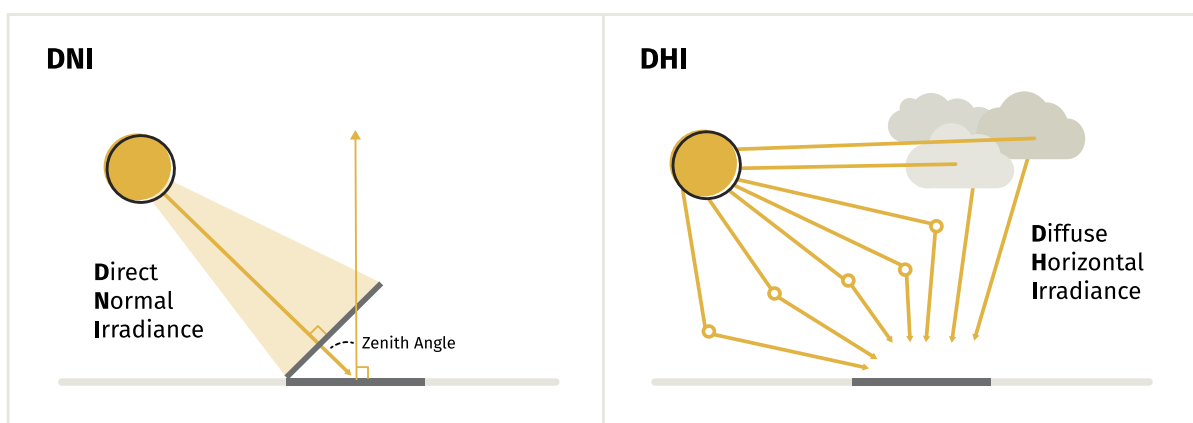 DNI
Direct
Normal
Irradiance
Zenith Angle
DHI
Diffuse
Horizontal
Irradiance